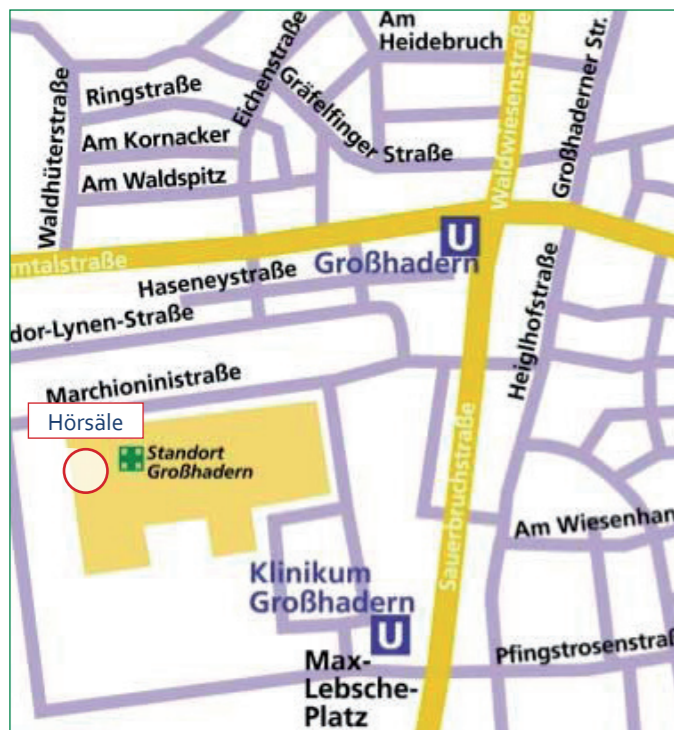 Am
Heidebruch
Großhaderner Str.
Waldwiesenstraße
Eichenstraße
Ringstraße
Gräfelfinger Straße
Waldhüterstraße
Am Kornacker
Am Waldspitz
U
Großhadern
mtalstraße
Haseneystraße
dor-Lynen-Straße
Heiglhofstraße
Marchioninistraße
Hörsäle
Standort
Großhadern
Sauerbruchstraße
Am Wiesenhan
Klinikum
Großhadern
U
Max-
Lebsche-
Platz
Pfingstrosenstraß